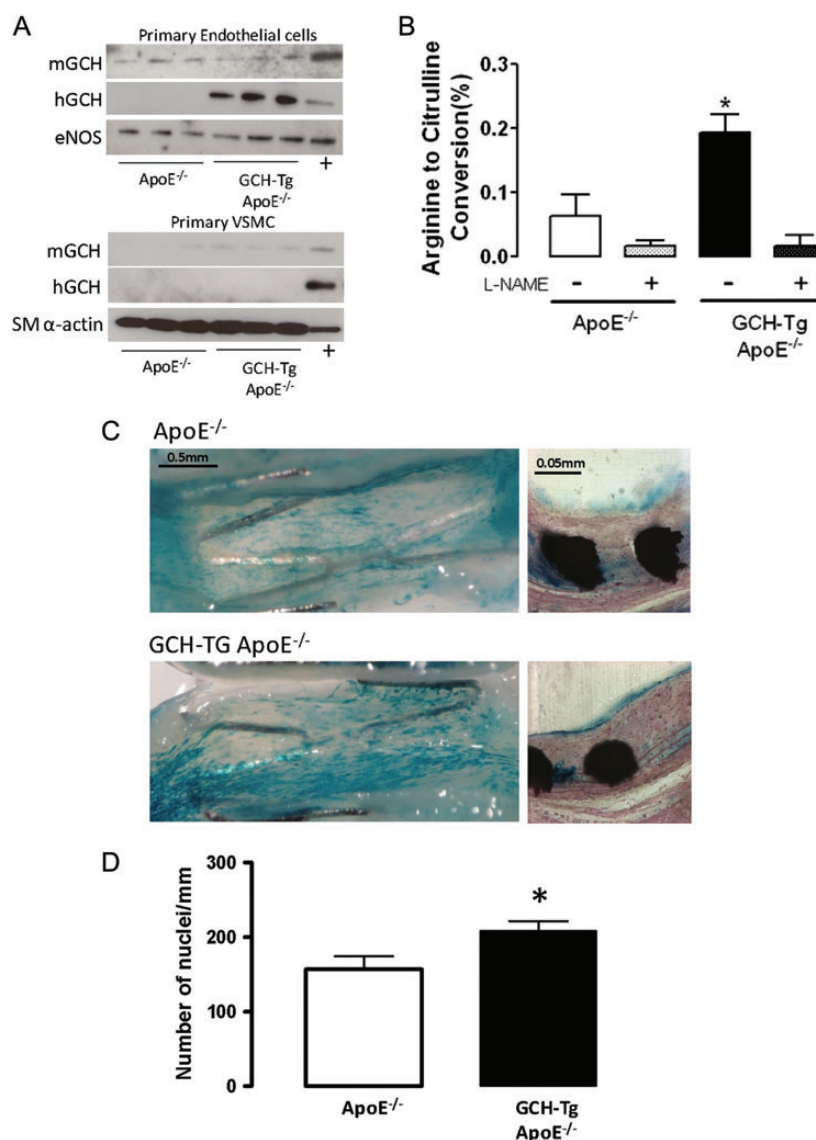 A
Primary Endothelial cells
mGCH
hGCH
eNOS
ApoE-/-
GCH-Tg
ApoE-/-
+
Primary VSMC
mGCH
hGCH
SM α-actin
ApoE-/-
GCH-Tg
ApoE-/-
+
B
Arginine to Citrulline
Conversion(%)
0.3
0.2
0.1
0.0
L-NAME - + - +
ApoE-/-
GCH-Tg
ApoE-/-
*
C
ApoE-/-
0.5mm
0.05mm
GCH-TG ApoE-/-
D
Number of nuclei/mm
300
200
100
0
*
ApoE-/-
GCH-Tg
ApoE-/-